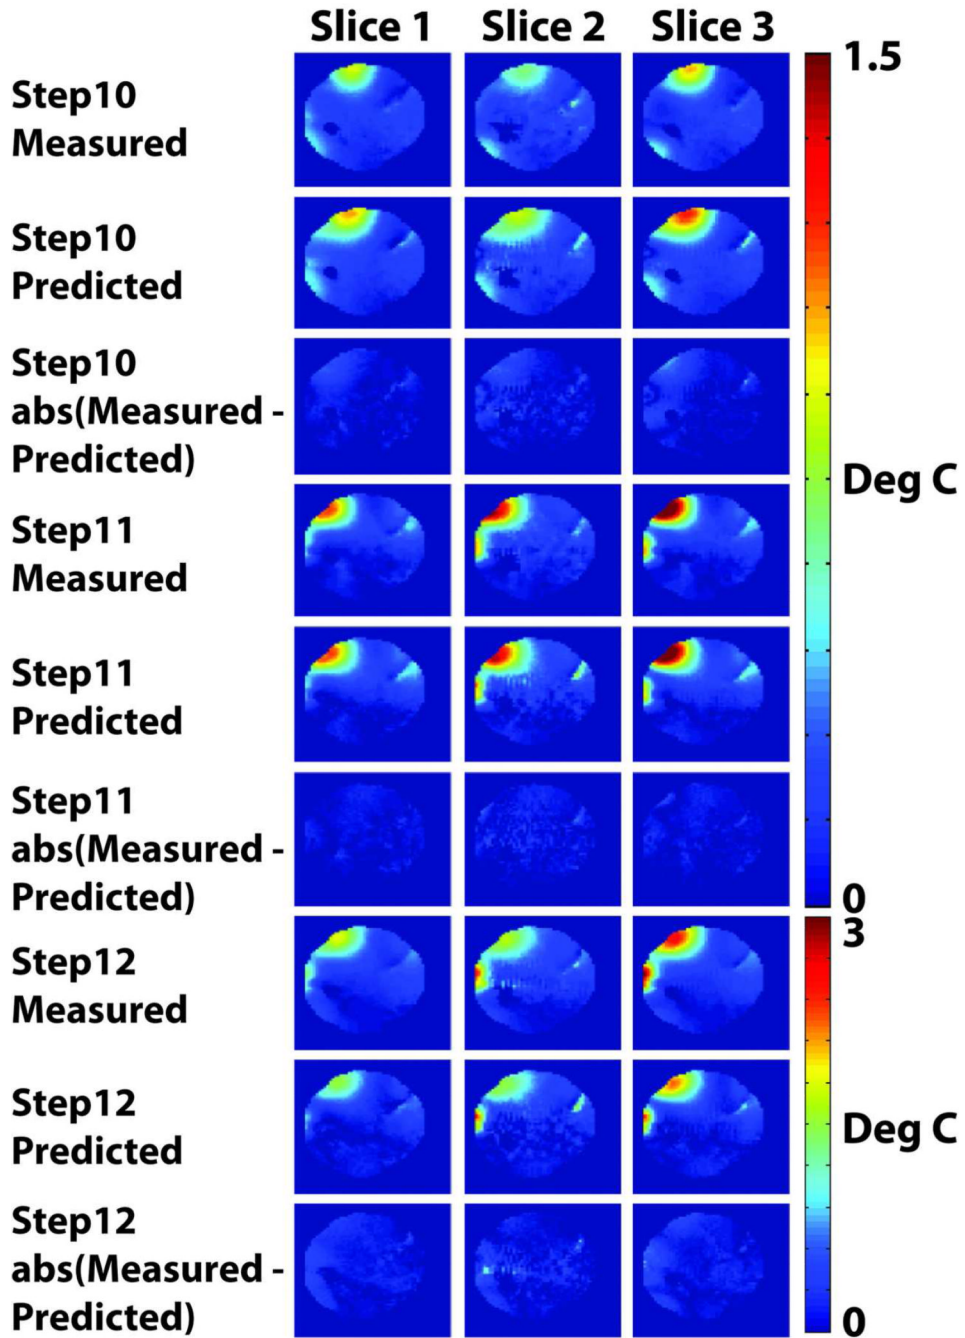 Slice 1 Slice 2 Slice 3
1.5
Step10
Measured
Step10
Predicted
Step10
abs(Measured -
Predicted)
Deg C
Step11
Measured
Step11
Predicted
Step11
abs(Measured -
Predicted)
0
3
Step12
Measured
Step12
Predicted
Deg C
Step12
abs(Measured -
Predicted)
0